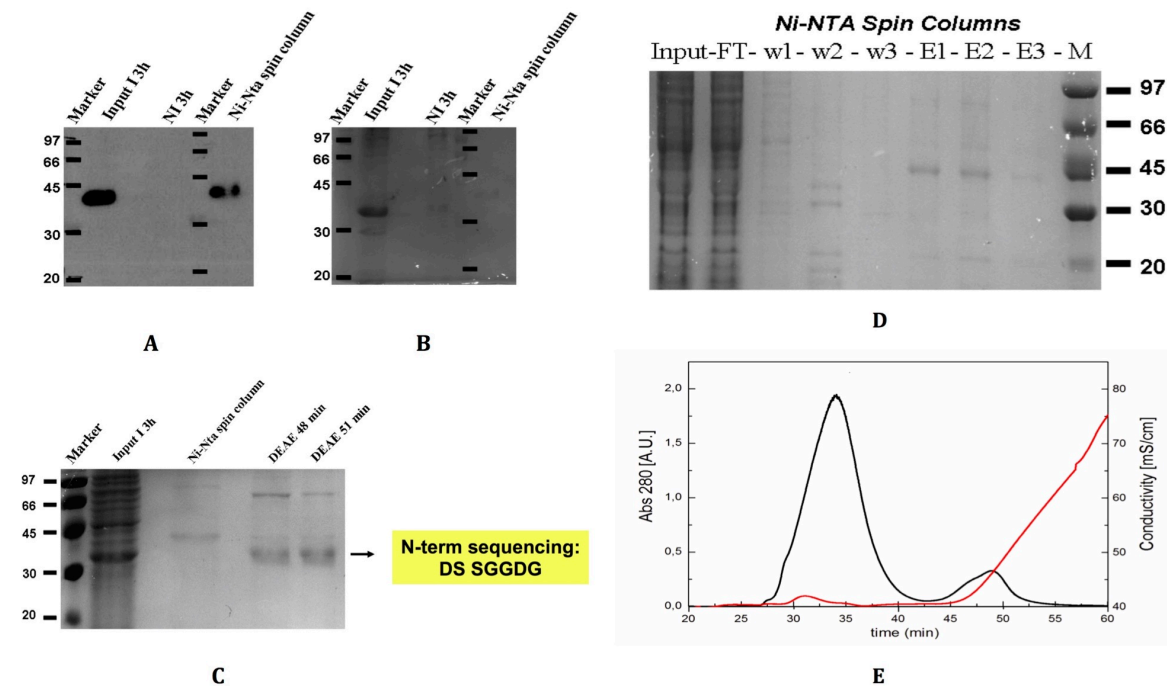 Marker
Input I 3h
NI 3h
Marker
Ni-Nta spin column
97
66
45
30
20
A
Marker
Input I 3h
NI 3h
Marker
Ni-Nta spin column
97
66
45
30
20
B
Ni-NTA Spin Columns
Input-FT- w1- w2 - w3 - E1 - E2 - E3 - M
97
66
45
30
20
D
Marker
Input I 3h
Ni-Nta spin column
DEAE 48 min
DEAE 51 min
97
66
45
30
20
N-term sequencing:
DS SGGDG
C
Abs 280 [A.U.]
2,0
1,5
1,0
0,5
0,0
20 25 30 35 40 45 50 55 60
time (min)
80
70
60
50
40
Conductivity [mS/cm]
E